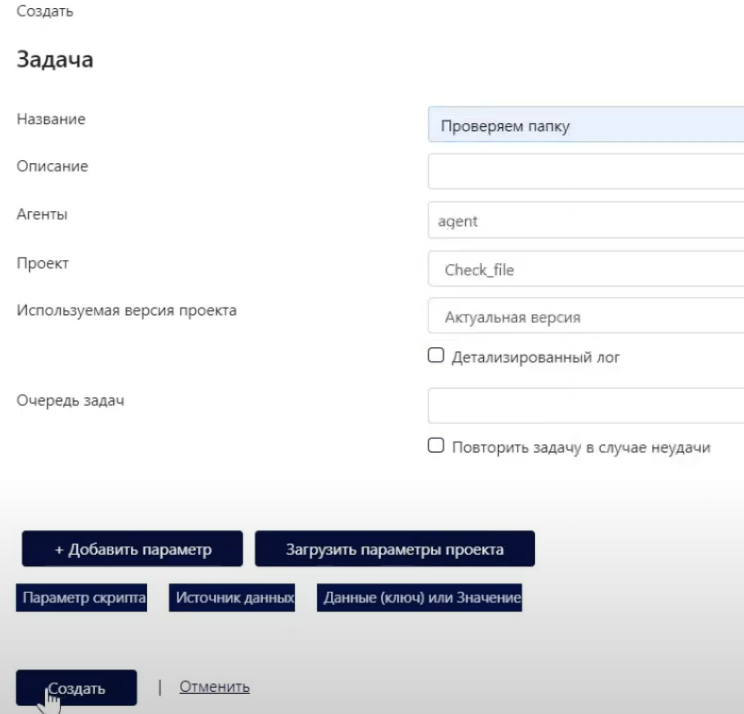 Создать
Задача
Название
Проверяем папку
Описание
Агенты
agent
Проект
Check_file
Используемая версия проекта
Актуальная версия
Детализированный лог
Очередь задач
Повторить задачу в случае неудачи
+ Добавить параметр Загрузить параметры проекта
Параметр скрипта Источник данных Данные (ключ) или Значение
Создать | Отменить